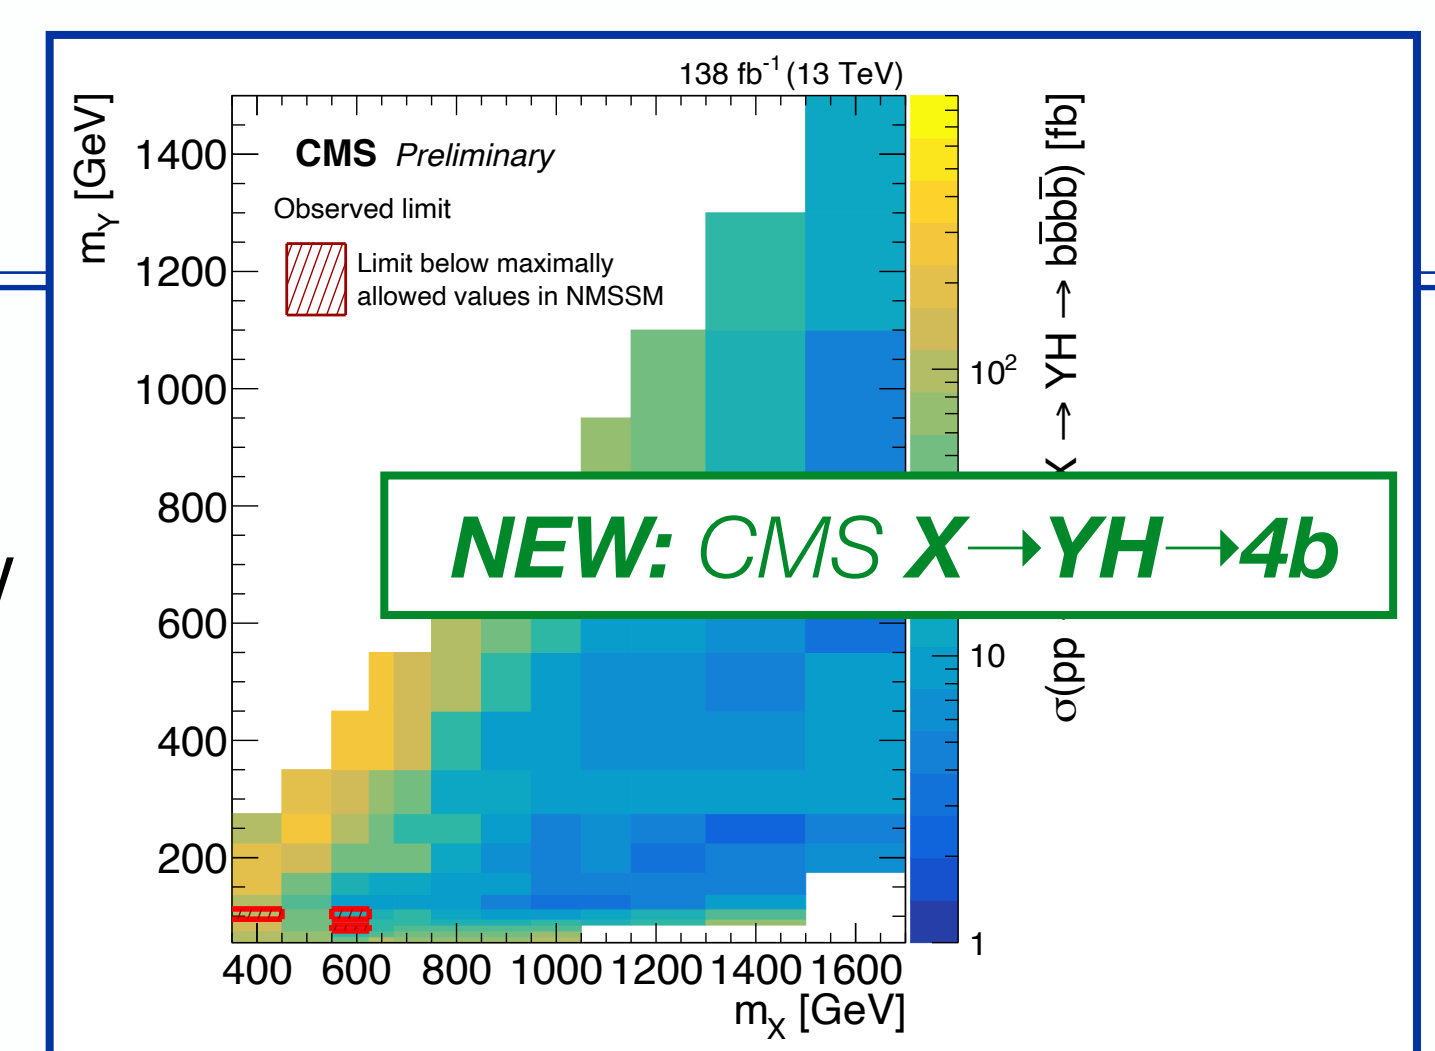 138 fb⁻¹ (13 TeV)
CMS Preliminary
Observed limit
Limit below maximally
allowed values in NMSSM
m_Y [GeV]
1400
1200
1000
800
600
400
200
NEW: CMS X→YH→4b
400 600 800 1000 1200 1400 1600
m_X [GeV]
10²
10
1
σ(pp
X → YH → bb̅bb̅) [fb]